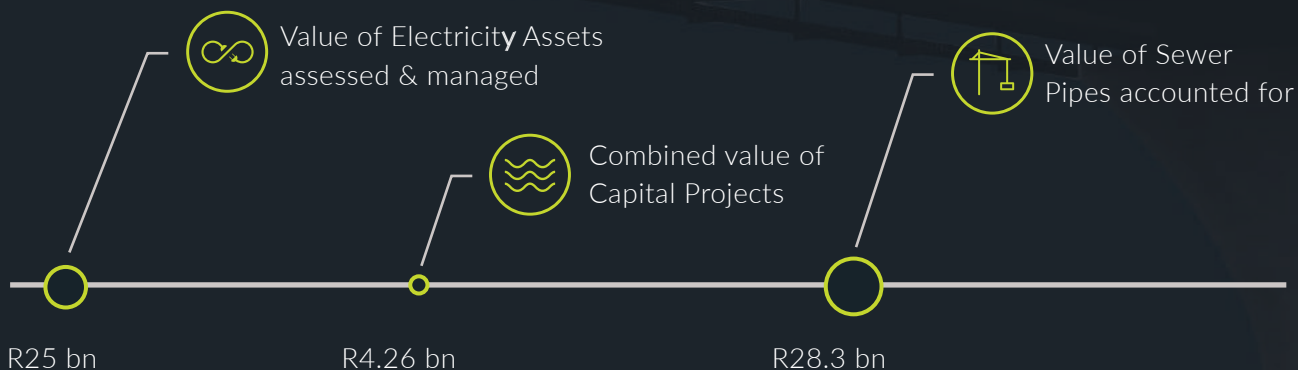 Value of Electricity Assets
assessed & managed
Value of Sewer
Pipes accounted for
Combined value of
Capital Projects
R25 bn
R4.26 bn
R28.3 bn